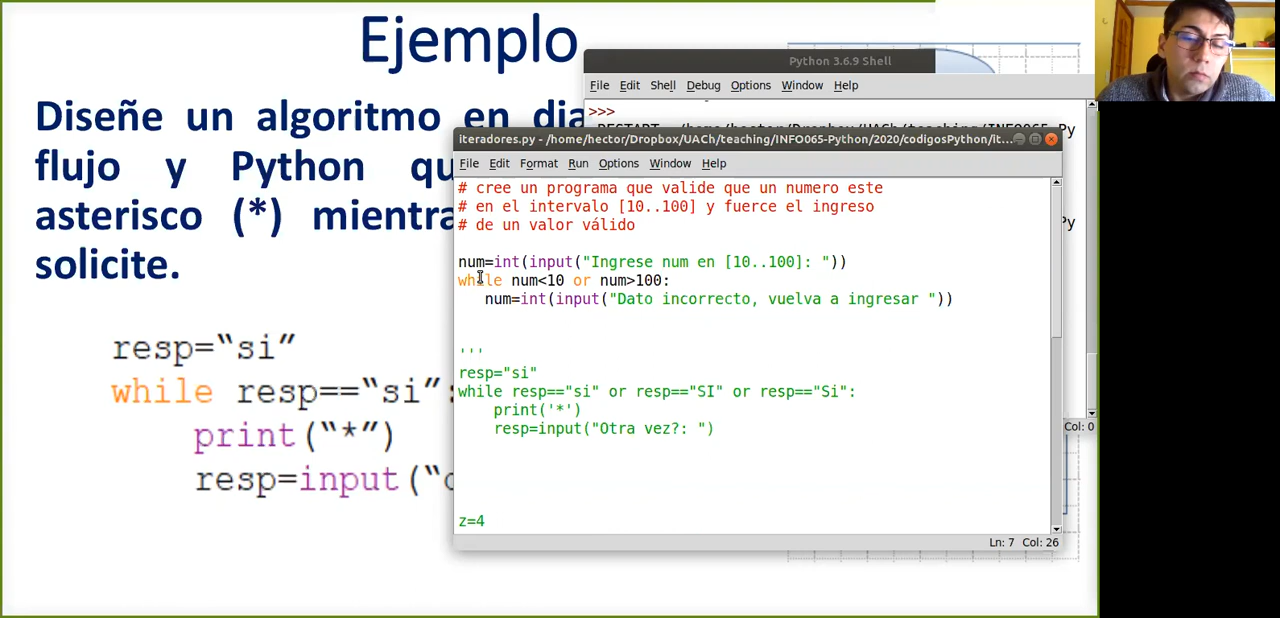 Ejemplo
Diseñe un algoritmo en
flujo y Python
asterisco (*)
solicite.
resp=“si”
while resp==“si”
print(“*”)
resp=input(“
Python 3.6.9 Shell
File Edit Shell Debug Options Window Help
>>>
iteradores.py - /home/hector/Dropbox/UACh/teaching/INFO065-Python/2020/codigosPython/it...
File Edit Format Run Options Window Help
# cree un programa que valide que un numero este
# en el intervalo [10..100] y fuerce el ingreso
# de un valor válido
num=int(input("Ingrese num en [10..100]: "))
while num<10 or num>100:
num=int(input("Dato incorrecto, vuelva a ingresar "))
'''
resp="si"
while resp=="si" or resp=="SI" or resp=="Si":
print('*')
resp=input("Otra vez?: ")
z=4
Ln: 7 Col: 26
Col: 0